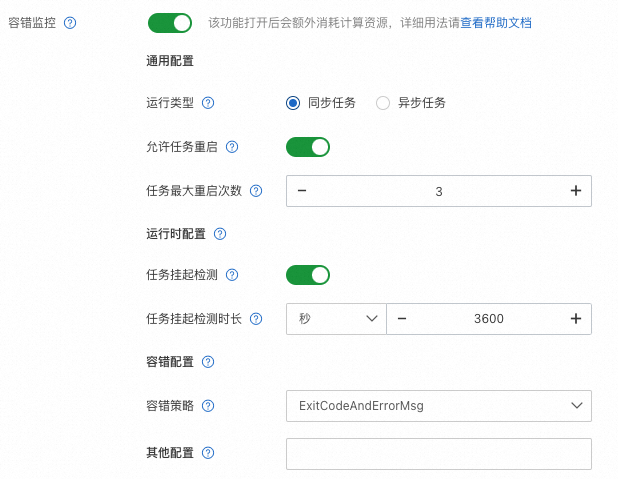 容错监控 该功能打开后会额外消耗计算资源，详细用法请查看帮助文档
通用配置
运行类型 同步任务 异步任务
允许任务重启
任务最大重启次数 3
运行时配置
任务挂起检测
任务挂起检测时长 秒 3600
容错配置
容错策略 ExitCodeAndErrorMsg
其他配置